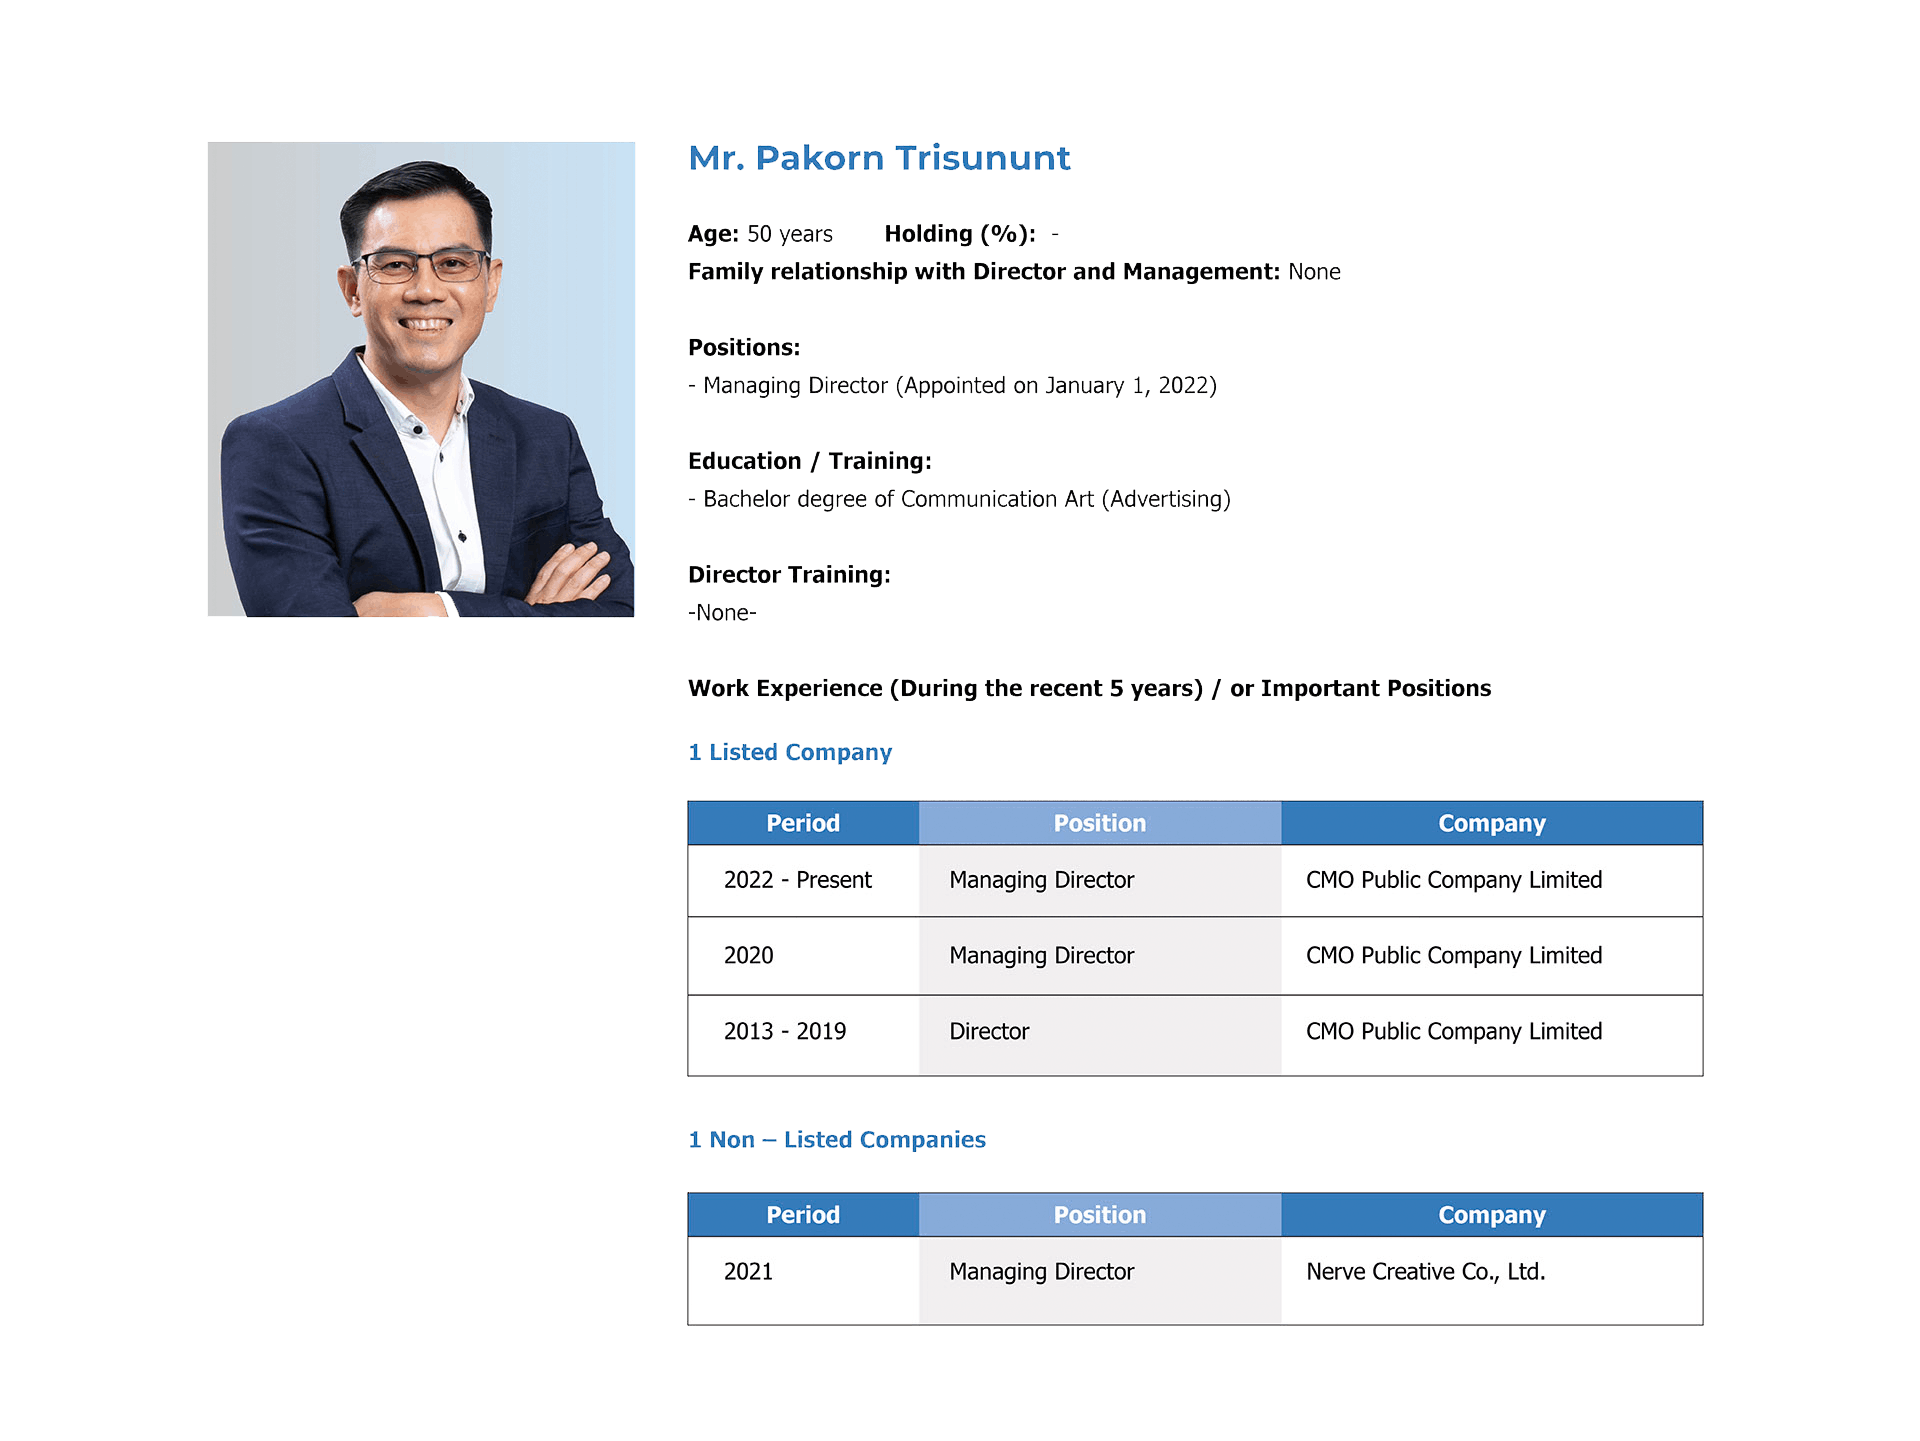 Mr. Pakorn Trisununt
Age: 50 years Holding (%): -
Family relationship with Director and Management: None
Positions:
- Managing Director (Appointed on January 1, 2022)
Education / Training:
- Bachelor degree of Communication Art (Advertising)
Director Training:
-None-
Work Experience (During the recent 5 years) / or Important Positions
1 Listed Company
Period Position Company
2022 - Present Managing Director CMO Public Company Limited
2020 Managing Director CMO Public Company Limited
2013 - 2019 Director CMO Public Company Limited
1 Non – Listed Companies
Period Position Company
2021 Managing Director Nerve Creative Co., Ltd.